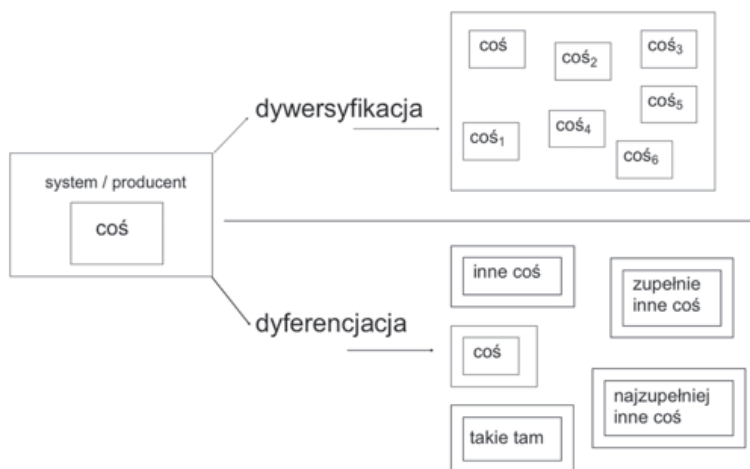 system / producent
coś
dywersyfikacja
coś
coś₂
coś₃
coś₅
coś₁
coś₄
coś₆
dyferencjacja
inne coś
zupełnie
inne coś
coś
najzupełniej
inne coś
takie tam